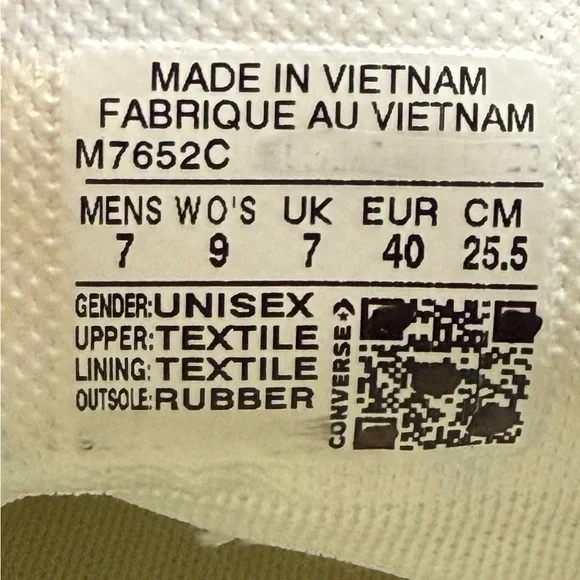 MADE IN VIETNAM
FABRIQUE AU VIETNAM
M7652C
MENS WO'S UK EUR CM
7 9 7 40 25.5
GENDER:UNISEX
UPPER:TEXTILE
LINING:TEXTILE
OUTSOLE:RUBBER
CONVERSE